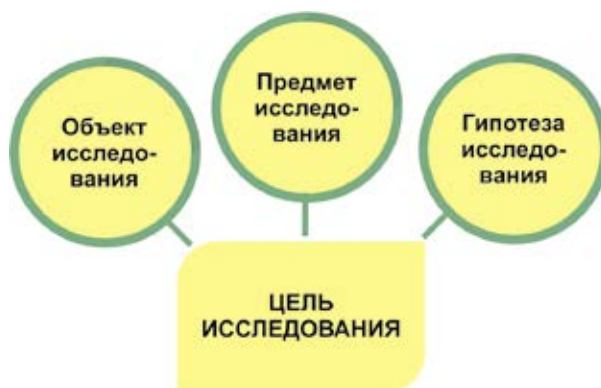 Объект
исследо-
вания
Предмет
исследо-
вания
Гипотеза
исследо-
вания
ЦЕЛЬ
ИССЛЕДОВАНИЯ